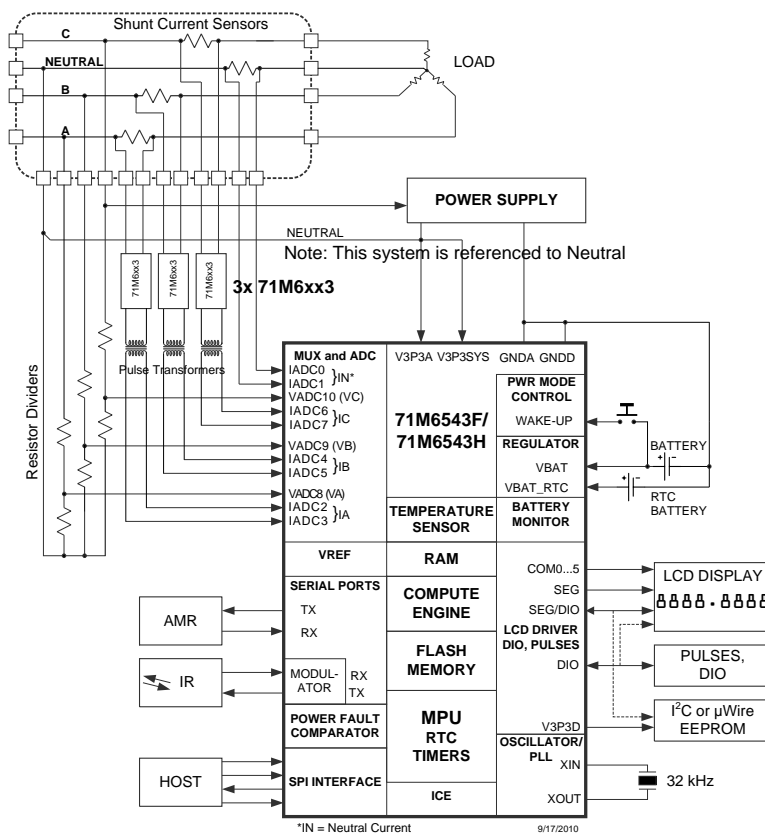 Shunt Current Sensors
C
NEUTRAL
B
A
LOAD
POWER SUPPLY
NEUTRAL
Note: This system is referenced to Neutral
71M6xx3
71M6xx3
71M6xx3
3x 71M6xx3
Pulse Transformers
Resistor Dividers
MUX and ADC
IADC0
IADC1
}IN*
VADC10 (VC)
IADC6
IADC7
}IC
VADC9 (VB)
IADC4
IADC5
}IB
VADC8 (VA)
IADC2
IADC3
}IA
V3P3A
V3P3SYS
GNDA
GNDD
71M6543F/
71M6543H
PWR MODE
CONTROL
WAKE-UP
REGULATOR
VBAT
VBAT_RTC
BATTERY
RTC
BATTERY
BATTERY
MONITOR
TEMPERATURE
SENSOR
VREF
RAM
SERIAL PORTS
TX
RX
COMPUTE
ENGINE
FLASH
MEMORY
MODUL-
ATOR
RX
TX
POWER FAULT
COMPARATOR
MPU
RTC
TIMERS
SPI INTERFACE
ICE
COM0...5
SEG
SEG/DIO
LCD DRIVER
DIO, PULSES
DIO
V3P3D
OSCILLATOR/
PLL
XIN
XOUT
AMR
IR
HOST
LCD DISPLAY
8888.8888
PULSES,
DIO
I²C or µWire
EEPROM
32 kHz
*IN = Neutral Current
9/17/2010